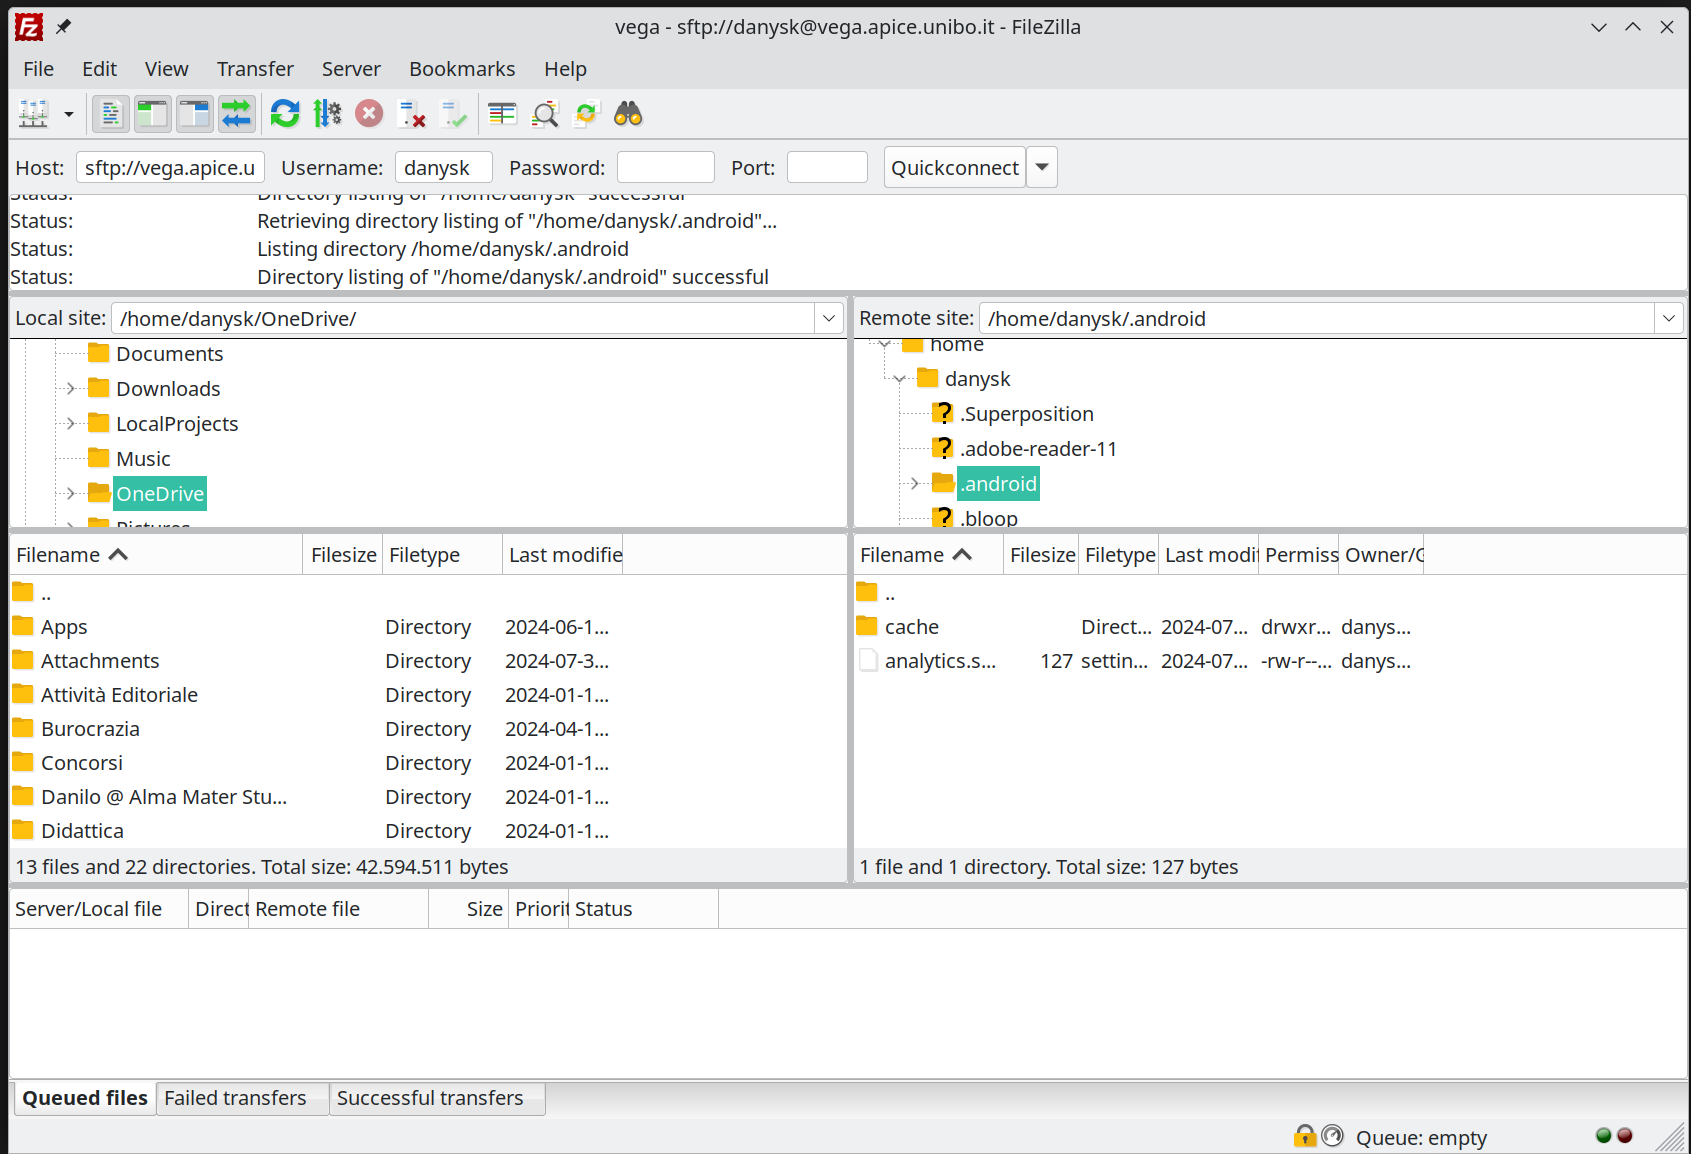 vega - sftp://danysk@vega.apice.unibo.it - FileZilla
File Edit View Transfer Server Bookmarks Help
Host: sftp://vega.apice.u Username: danysk Password: Port: Quickconnect
Status: Directory listing of "/home/danysk" successful
Status: Retrieving directory listing of "/home/danysk/.android"...
Status: Listing directory /home/danysk/.android
Status: Directory listing of "/home/danysk/.android" successful
Local site: /home/danysk/OneDrive/
Documents
Downloads
LocalProjects
Music
OneDrive
Pictures
Remote site: /home/danysk/.android
home
danysk
? .Superposition
? .adobe-reader-11
.android
? .bloop
Filename Filesize Filetype Last modifie
..
Apps Directory 2024-06-1...
Attachments Directory 2024-07-3...
Attività Editoriale Directory 2024-01-1...
Burocrazia Directory 2024-04-1...
Concorsi Directory 2024-01-1...
Danilo @ Alma Mater Stu... Directory 2024-01-1...
Didattica Directory 2024-01-1...
13 files and 22 directories. Total size: 42.594.511 bytes
Filename Filesize Filetype Last modif Permiss Owner/G
..
cache Direct... 2024-07... drwxr... danys...
analytics.s... 127 settin... 2024-07... -rw-r--... danys...
1 file and 1 directory. Total size: 127 bytes
Server/Local file Direct Remote file Size Priorit Status
Queued files Failed transfers Successful transfers
Queue: empty